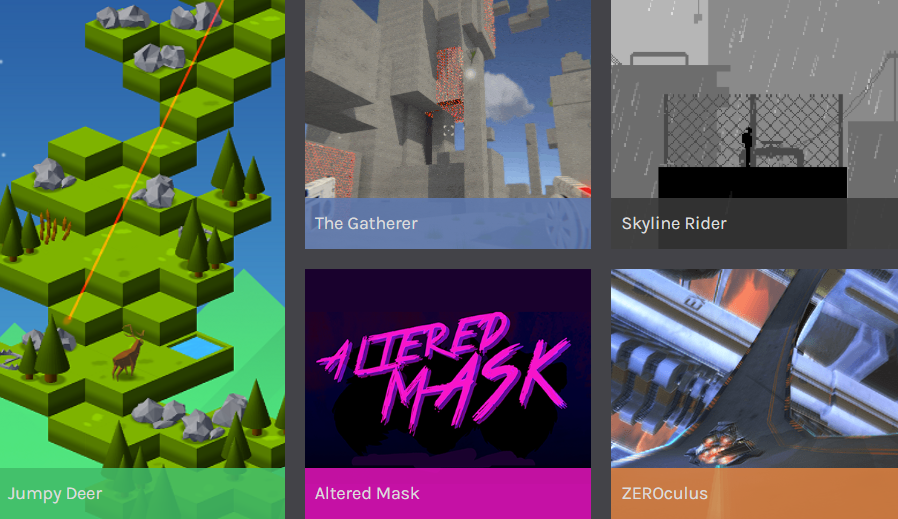 The Gatherer
Skyline Rider
ALTERED
MASK
Jumpy Deer
Altered Mask
ZEROculus